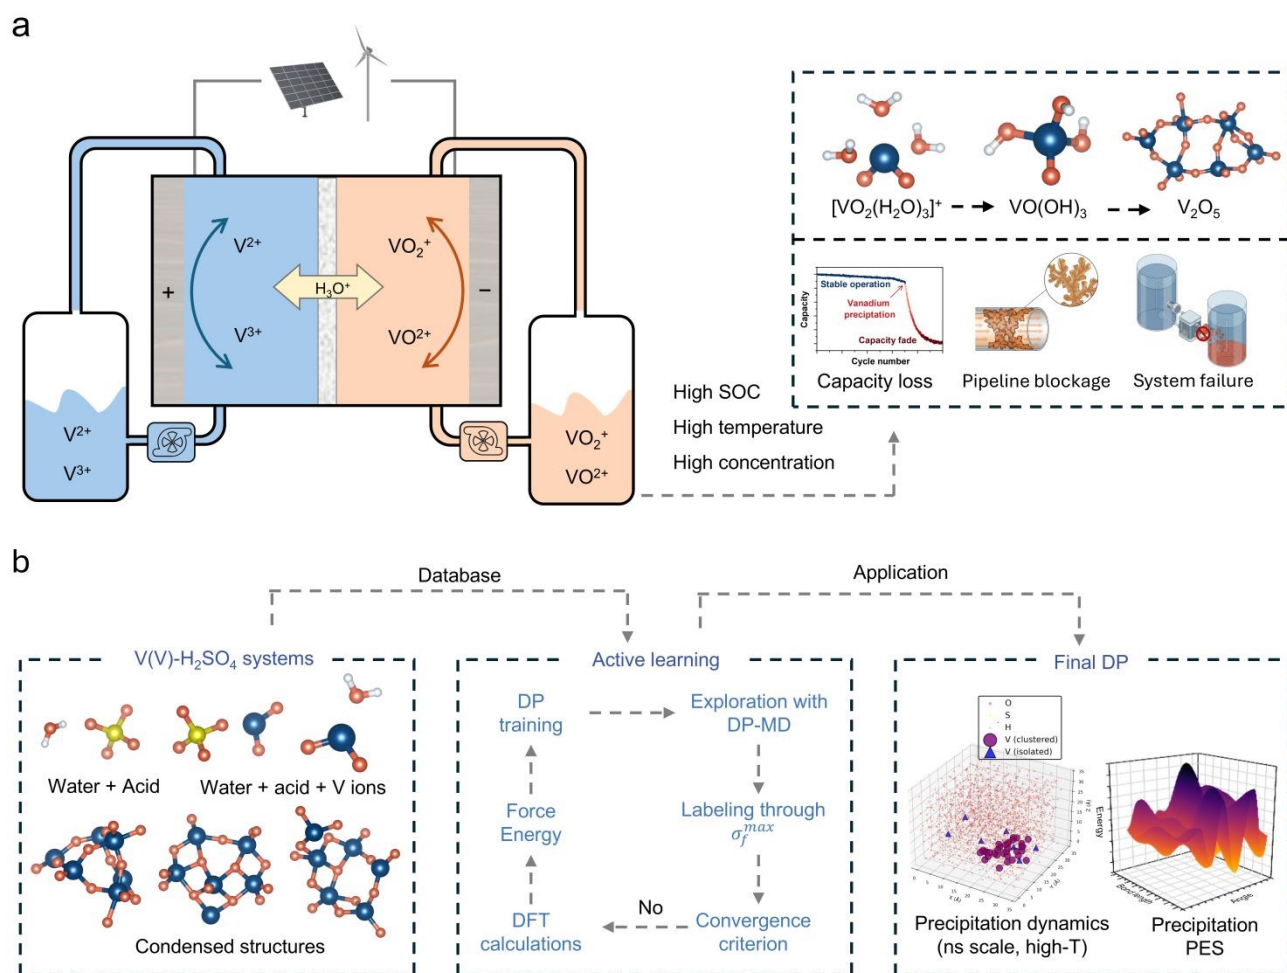 a
V²⁺
VO₂⁺
+
H₃O⁺
−
V³⁺
VO²⁺
V²⁺
V³⁺
VO₂⁺
VO²⁺
High SOC
High temperature
High concentration
[VO₂(H₂O)₃]⁺
VO(OH)₃
V₂O₅
Capacity
Stable operation
Vanadium
preciptation
Capacity fade
Cycle number
Capacity loss
Pipeline blockage
System failure
b
Database
Application
V(V)-H₂SO₄ systems
Water + Acid
Water + acid + V ions
Condensed structures
Active learning
DP
training
Exploration with
DP-MD
Force
Energy
Labeling through
σ_f^max
DFT
calculations
No
Convergence
criterion
Final DP
O
S
H
V (clustered)
V (isolated)
X (Å)
Y (Å)
Energy
Angle
Precipitation dynamics
(ns scale, high-T)
Precipitation
PES